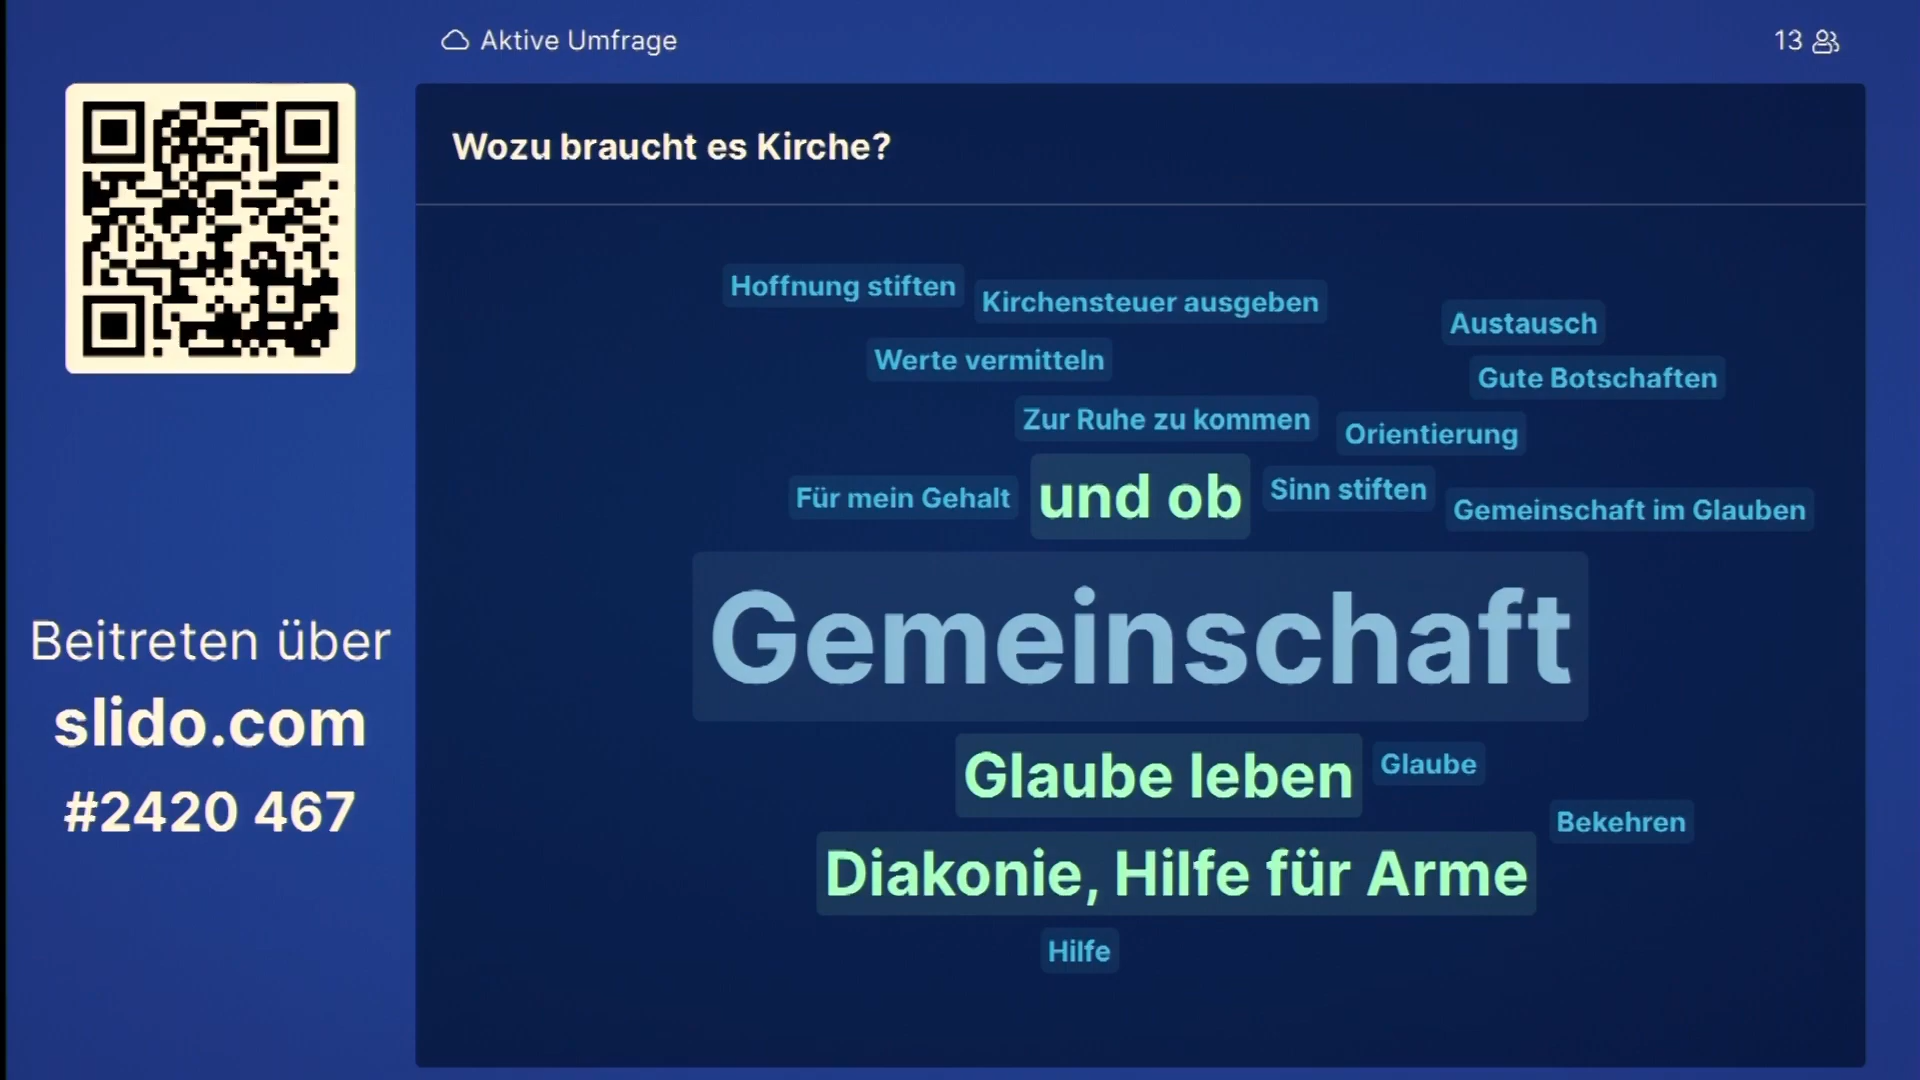 Aktive Umfrage
13
Wozu braucht es Kirche?
Hoffnung stiften
Kirchensteuer ausgeben
Austausch
Werte vermitteln
Gute Botschaften
Zur Ruhe zu kommen
Orientierung
Für mein Gehalt
und ob
Sinn stiften
Gemeinschaft im Glauben
Gemeinschaft
Glaube leben
Glaube
Bekehren
Diakonie, Hilfe für Arme
Hilfe
Beitreten über
slido.com
#2420 467